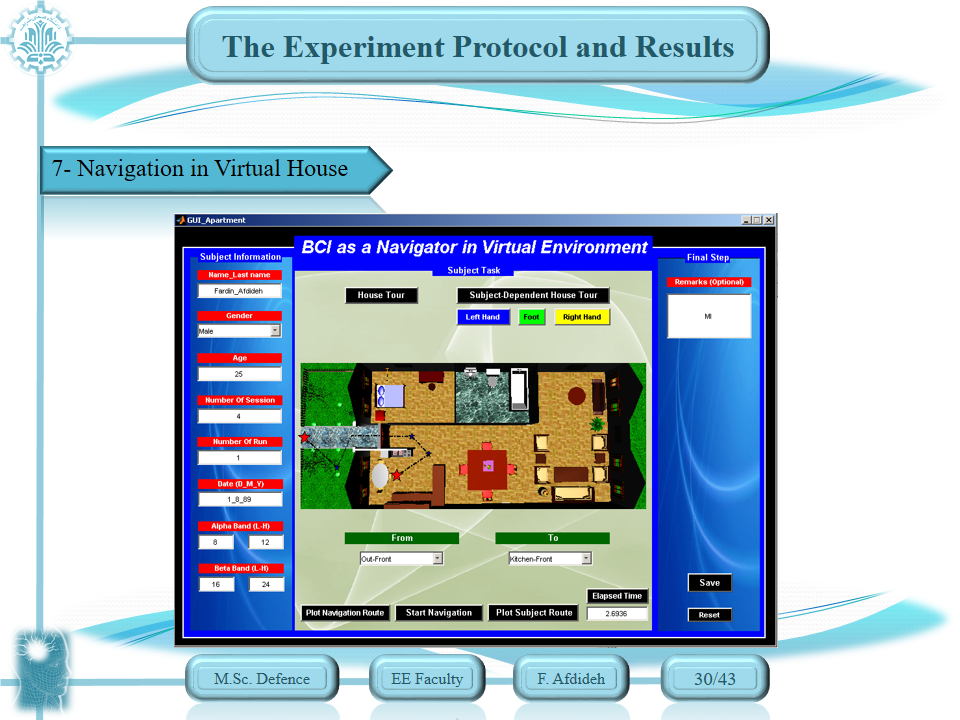 The Experiment Protocol and Results
7- Navigation in Virtual House
GUI_Apartment
BCI as a Navigator in Virtual Environment
Subject Information
Name_Last name
Fardin_Afdideh
Gender
Male
Age
25
Number Of Session
4
Number Of Run
1
Date (D_M_Y)
1_8_89
Alpha Band (L-H)
8 12
Beta Band (L-H)
16 24
Subject Task
House Tour
Subject-Dependent House Tour
Left Hand Foot Right Hand
From To
Out-Front Kitchen-Front
Plot Navigation Route Start Navigation Plot Subject Route
Elapsed Time
2.6936
Final Step
Remarks (Optional)
MI
Save
Reset
M.Sc. Defence EE Faculty F. Afdideh 30/43